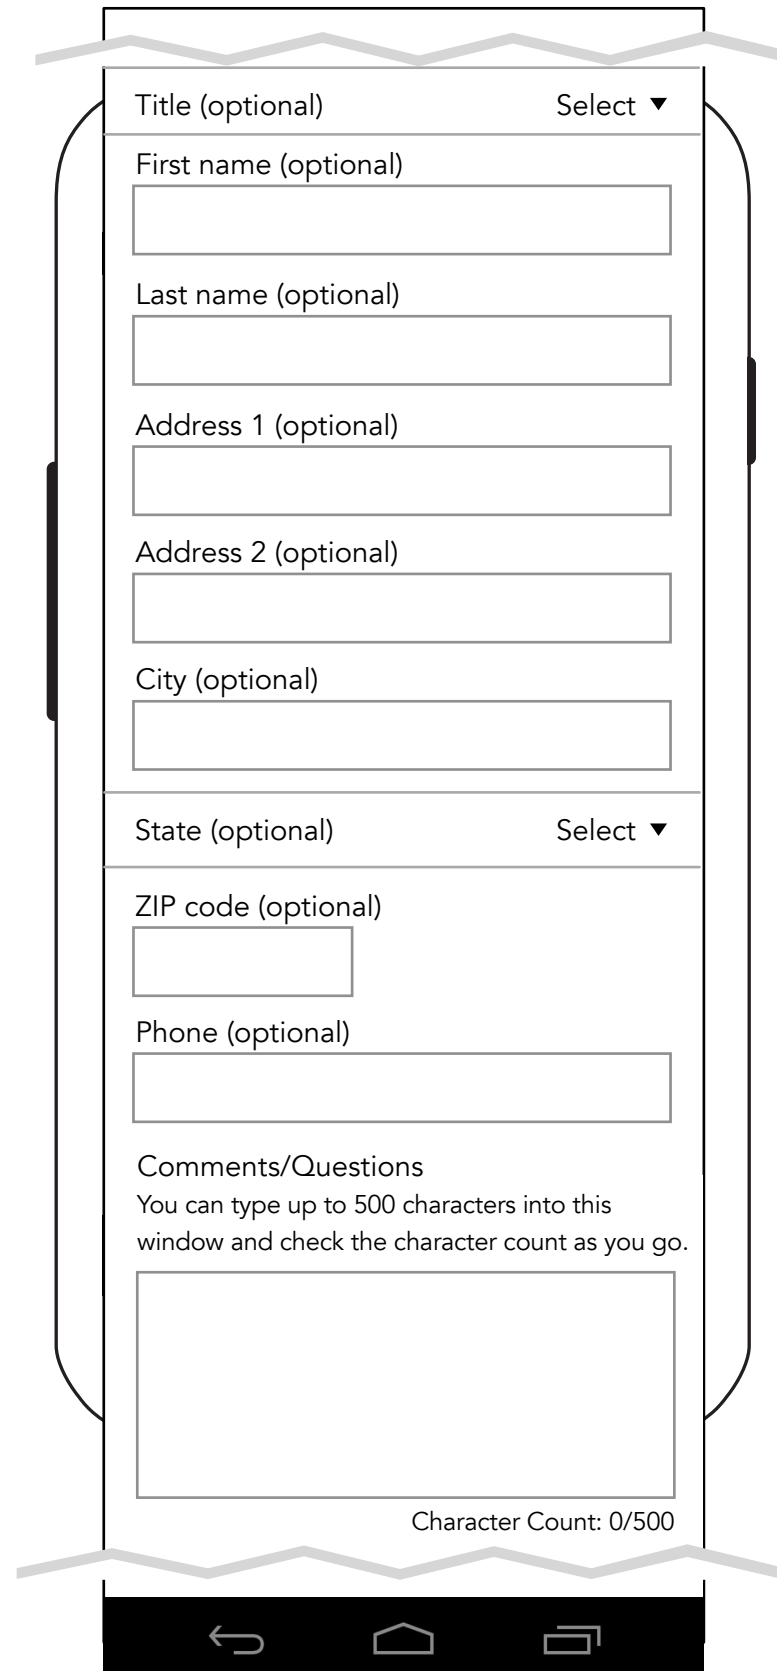 Title (optional) Select ▼
First name (optional)
Last name (optional)
Address 1 (optional)
Address 2 (optional)
City (optional)
State (optional) Select ▼
ZIP code (optional)
Phone (optional)
Comments/Questions
You can type up to 500 characters into this
window and check the character count as you go.
Character Count: 0/500